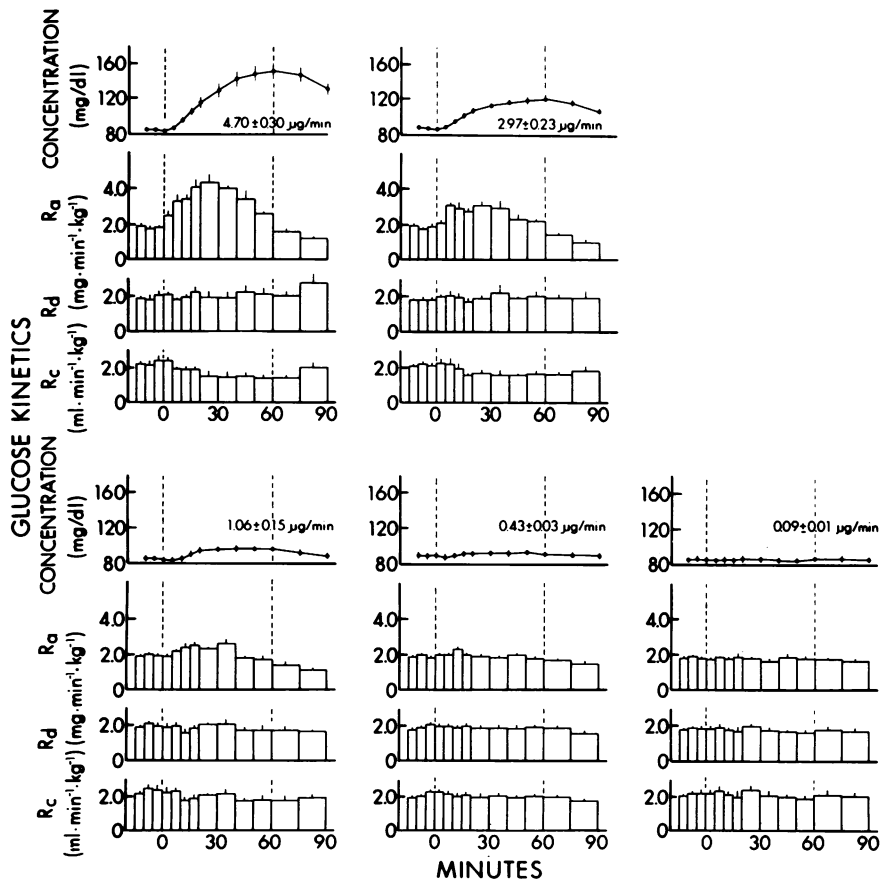 GLUCOSE KINETICS
CONCENTRATION
(mg/dl)
160
120
80
4.70±0.30 µg/min
160
120
80
2.97±0.23 µg/min
Ra
(mg·min⁻¹·kg⁻¹)
4.0
2.0
0
4.0
2.0
0
Rd
2.0
0
2.0
0
Rc
(ml·min⁻¹·kg⁻¹)
2.0
0
2.0
0
0 30 60 90
0 30 60 90
CONCENTRATION
(mg/dl)
160
120
80
1.06±0.15 µg/min
160
120
80
0.43±003 µg/min
160
120
80
0.09±0.01 µg/min
Ra
(mg·min⁻¹·kg⁻¹)
4.0
2.0
0
4.0
2.0
0
4.0
2.0
0
Rd
2.0
0
2.0
0
2.0
0
Rc
(ml·min⁻¹·kg⁻¹)
2.0
0
2.0
0
2.0
0
0 30 60 90
0 30 60 90
0 30 60 90
MINUTES